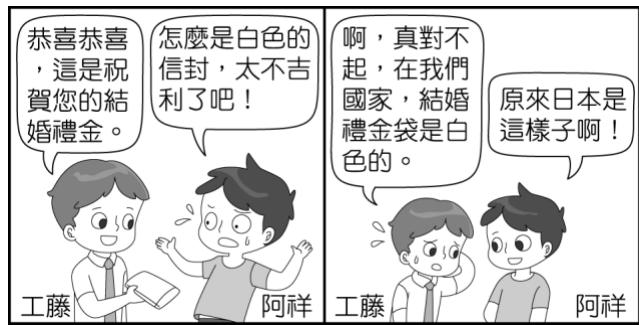 恭喜恭喜
，這是祝
賀您的結
婚禮金。
怎麼是白色的
信封，太不吉
利了吧！
工藤
阿祥
啊，真對不
起，在我們
國家，結婚
禮金袋是白
色的。
原來日本是
這樣子啊！
工藤
阿祥